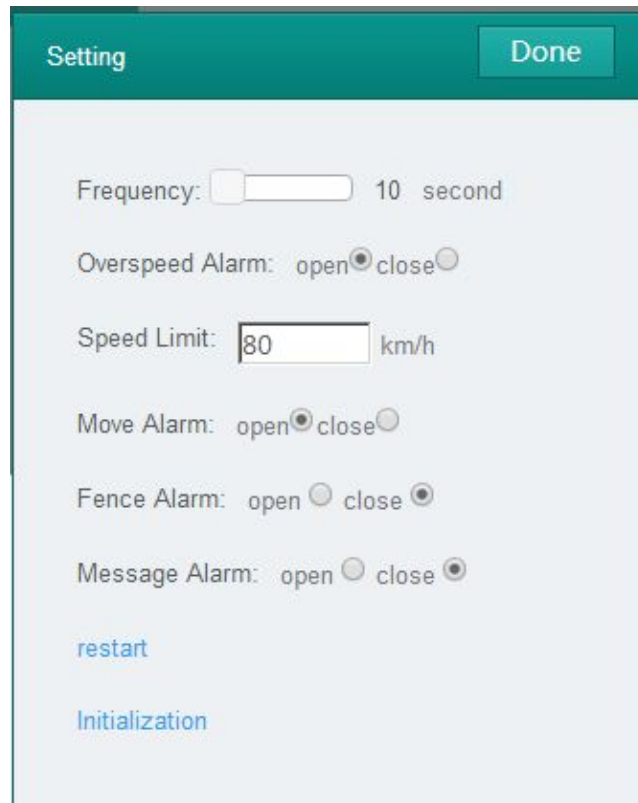 Setting
Done
Frequency: 10 second
Overspeed Alarm: open close
Speed Limit: 80 km/h
Move Alarm: open close
Fence Alarm: open close
Message Alarm: open close
restart
Initialization